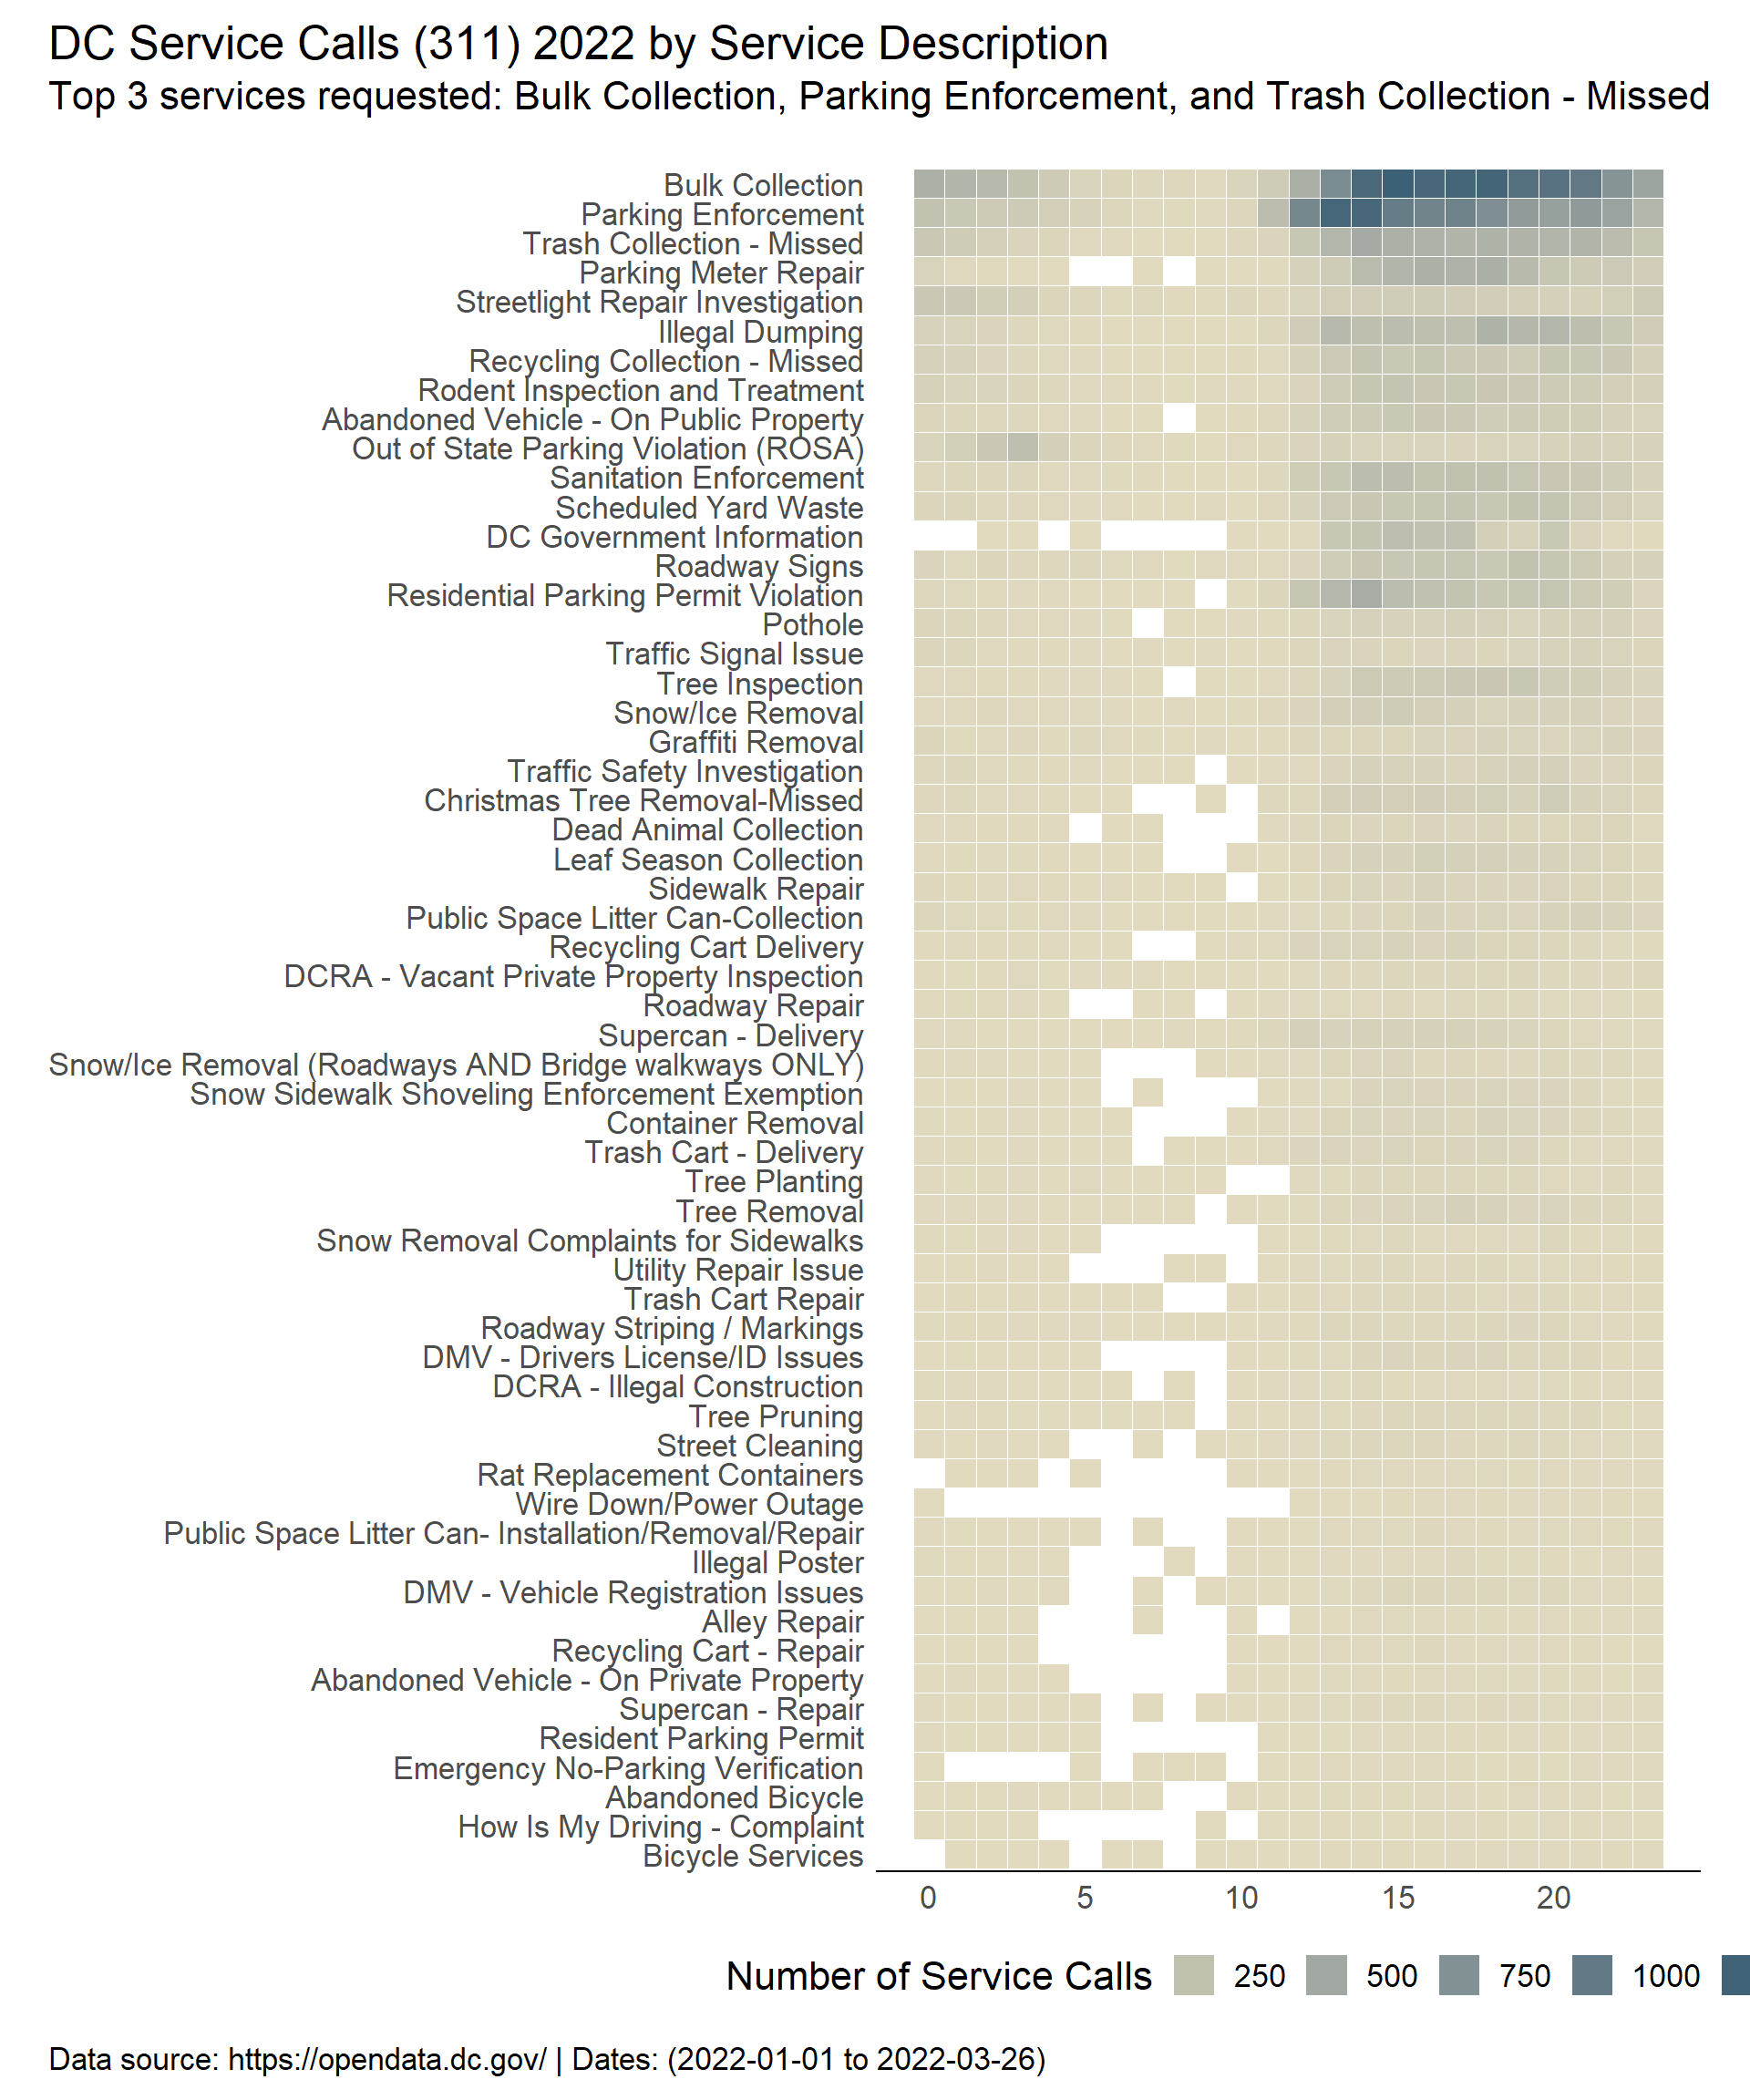 DC Service Calls (311) 2022 by Service Description
Top 3 services requested: Bulk Collection, Parking Enforcement, and Trash Collection - Missed
Bulk Collection
Parking Enforcement
Trash Collection - Missed
Parking Meter Repair
Streetlight Repair Investigation
Illegal Dumping
Recycling Collection - Missed
Rodent Inspection and Treatment
Abandoned Vehicle - On Public Property
Out of State Parking Violation (ROSA)
Sanitation Enforcement
Scheduled Yard Waste
DC Government Information
Roadway Signs
Residential Parking Permit Violation
Pothole
Traffic Signal Issue
Tree Inspection
Snow/Ice Removal
Graffiti Removal
Traffic Safety Investigation
Christmas Tree Removal-Missed
Dead Animal Collection
Leaf Season Collection
Sidewalk Repair
Public Space Litter Can-Collection
Recycling Cart Delivery
DCRA - Vacant Private Property Inspection
Roadway Repair
Supercan - Delivery
Snow/Ice Removal (Roadways AND Bridge walkways ONLY)
Snow Sidewalk Shoveling Enforcement Exemption
Container Removal
Trash Cart - Delivery
Tree Planting
Tree Removal
Snow Removal Complaints for Sidewalks
Utility Repair Issue
Trash Cart Repair
Roadway Striping / Markings
DMV - Drivers License/ID Issues
DCRA - Illegal Construction
Tree Pruning
Street Cleaning
Rat Replacement Containers
Wire Down/Power Outage
Public Space Litter Can- Installation/Removal/Repair
Illegal Poster
DMV - Vehicle Registration Issues
Alley Repair
Recycling Cart - Repair
Abandoned Vehicle - On Private Property
Supercan - Repair
Resident Parking Permit
Emergency No-Parking Verification
Abandoned Bicycle
How Is My Driving - Complaint
Bicycle Services
0 5 10 15 20
Number of Service Calls 250 500 750 1000
Data source: https://opendata.dc.gov/ | Dates: (2022-01-01 to 2022-03-26)